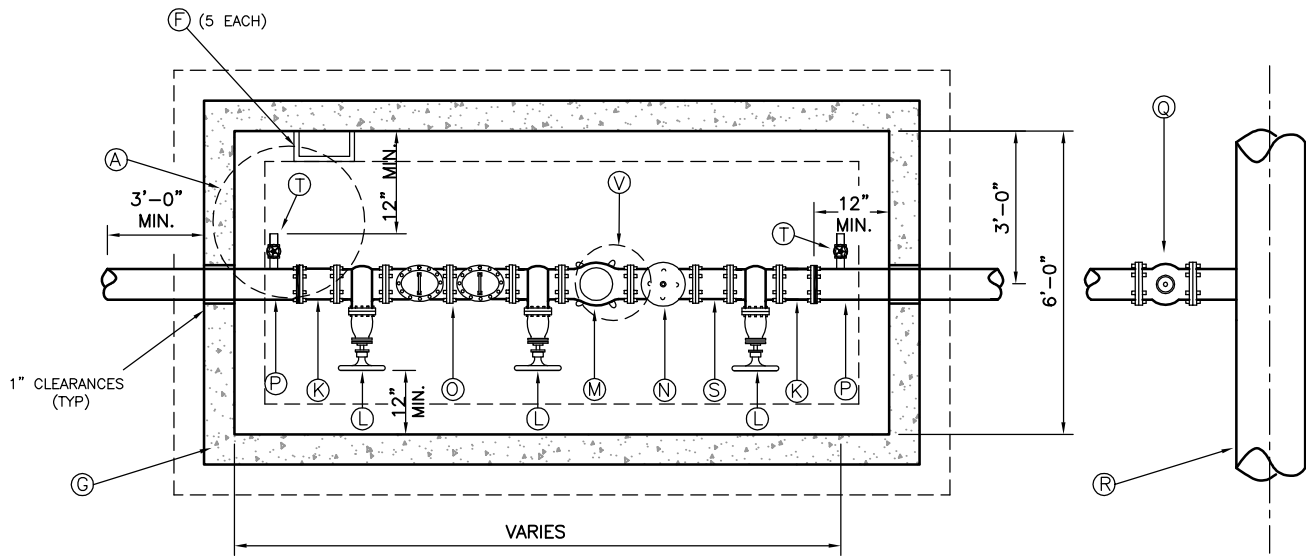 F (5 EACH)
Q
A
T
V
12" MIN.
3'-0"
MIN.
12"
MIN.
T
3'-0"
6'-0"
1" CLEARANCES
(TYP)
P
K
O
M
N
S
K
P
L
12"
MIN.
L
L
G
R
VARIES